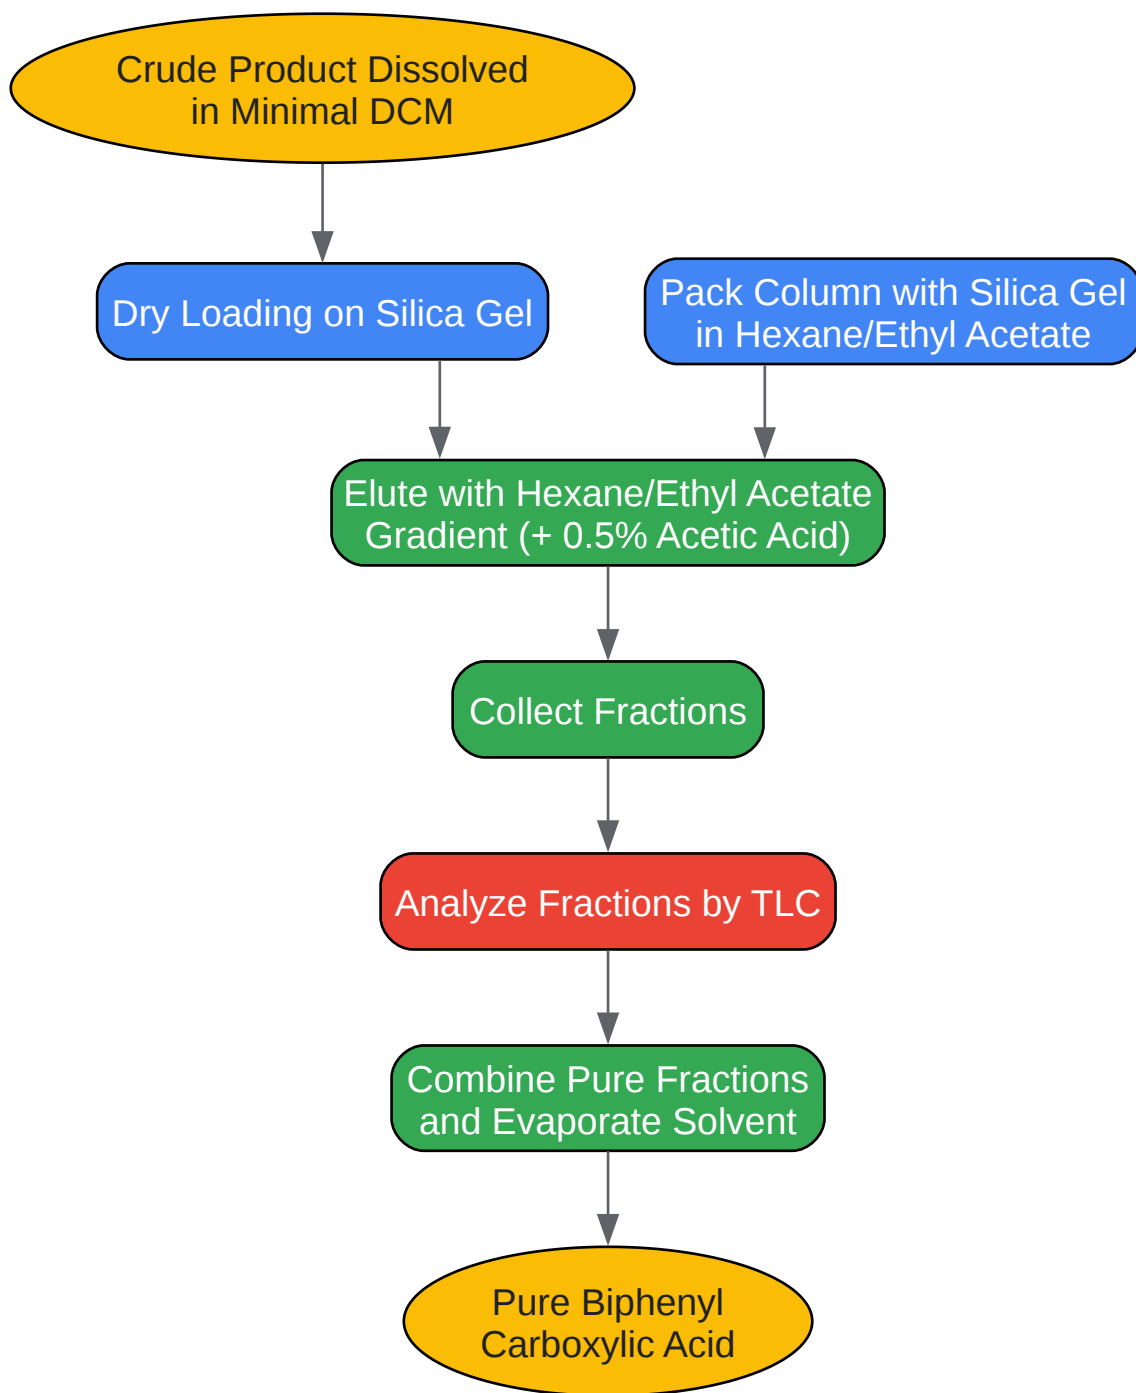 Crude Product Dissolved
in Minimal DCM
Dry Loading on Silica Gel
Pack Column with Silica Gel
in Hexane/Ethyl Acetate
Elute with Hexane/Ethyl Acetate
Gradient (+ 0.5% Acetic Acid)
Collect Fractions
Analyze Fractions by TLC
Combine Pure Fractions
and Evaporate Solvent
Pure Biphenyl
Carboxylic Acid